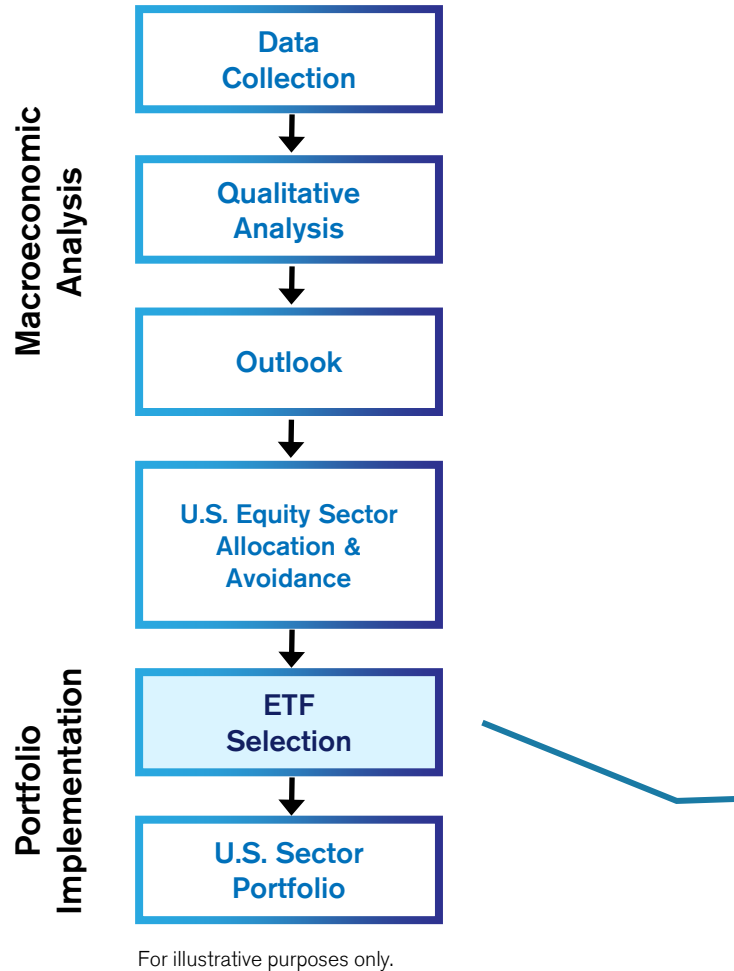 Macroeconomic
Analysis
Data
Collection
Qualitative
Analysis
Outlook
U.S. Equity Sector
Allocation &
Avoidance
Portfolio
Implementation
ETF
Selection
U.S. Sector
Portfolio
For illustrative purposes only.